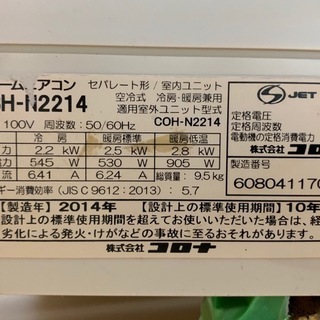 ームエアコン セパレート形/室内ユニット
空冷式 冷房・暖房兼用
SH-N2214 適用室外ユニット型式
100V 周波数:50/60Hz COH-N2214
冷房 暖房標準 暖房低温
力 2.2 kW 2.5 kW 2.8 kW
力 545 W 530 W 905 W
流 6.41 A 6.24 A 総質量 9.5kg
ギー消費効率(JIS C 9612:2013):5.7
JET
定格電圧
定格周波数
電動機の定格消費電力
株式会社コロナ
製造番号
608041170
【製造年】2014年 【設計上の標準使用期間】10年
設計上の標準使用期間を超えてお使いいただいた場合は、経
劣化による発火・けがなどの事故に至るおそれがあります
株式会社コロナ